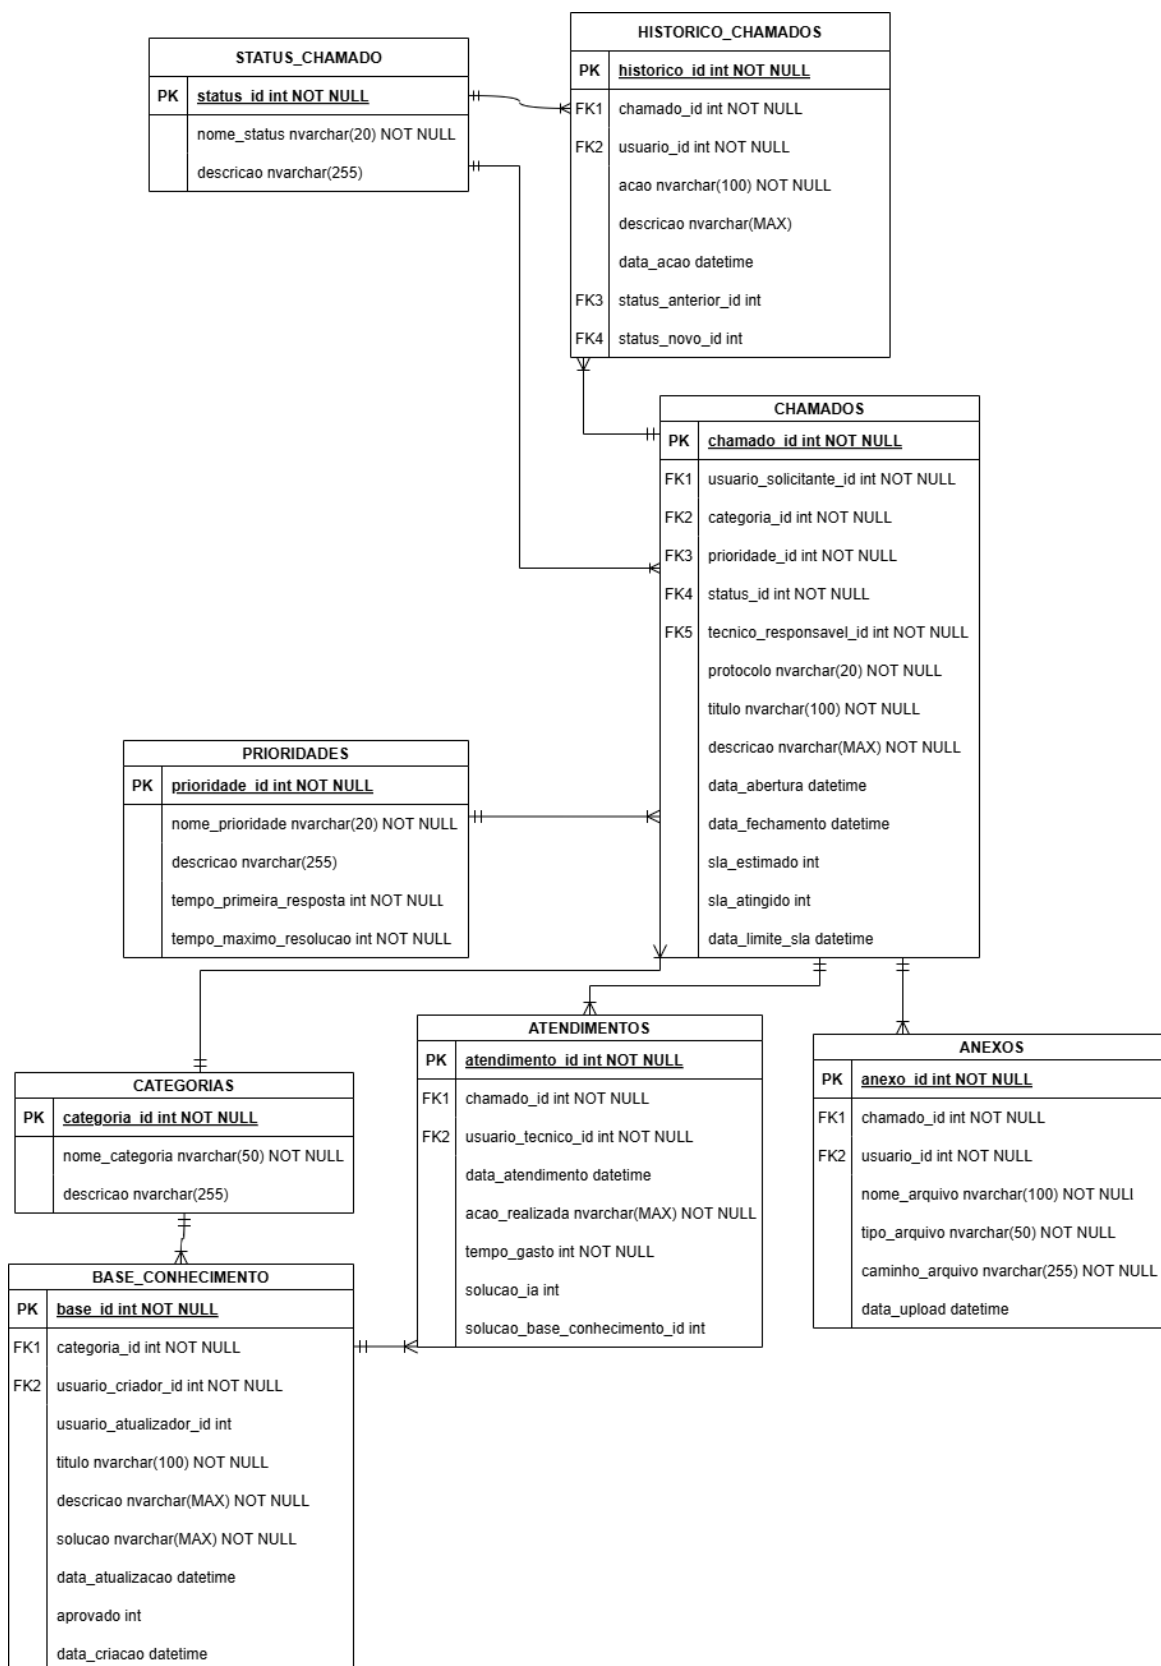 STATUS_CHAMADO
PK status_id int NOT NULL
nome_status nvarchar(20) NOT NULL
descricao nvarchar(255)
HISTORICO_CHAMADOS
PK historico_id int NOT NULL
FK1 chamado_id int NOT NULL
FK2 usuario_id int NOT NULL
acao nvarchar(100) NOT NULL
descricao nvarchar(MAX)
data_acao datetime
FK3 status_anterior_id int
FK4 status_novo_id int
CHAMADOS
PK chamado_id int NOT NULL
FK1 usuario_solicitante_id int NOT NULL
FK2 categoria_id int NOT NULL
FK3 prioridade_id int NOT NULL
FK4 status_id int NOT NULL
FK5 tecnico_responsavel_id int NOT NULL
protocolo nvarchar(20) NOT NULL
titulo nvarchar(100) NOT NULL
descricao nvarchar(MAX) NOT NULL
data_abertura datetime
data_fechamento datetime
sla_estimado int
sla_atingido int
data_limite_sla datetime
PRIORIDADES
PK prioridade_id int NOT NULL
nome_prioridade nvarchar(20) NOT NULL
descricao nvarchar(255)
tempo_primeira_resposta int NOT NULL
tempo_maximo_resolucao int NOT NULL
CATEGORIAS
PK categoria_id int NOT NULL
nome_categoria nvarchar(50) NOT NULL
descricao nvarchar(255)
ATENDIMENTOS
PK atendimento_id int NOT NULL
FK1 chamado_id int NOT NULL
FK2 usuario_tecnico_id int NOT NULL
data_atendimento datetime
acao_realizada nvarchar(MAX) NOT NULL
tempo_gasto int NOT NULL
solucao_ia int
solucao_base_conhecimento_id int
ANEXOS
PK anexo_id int NOT NULL
FK1 chamado_id int NOT NULL
FK2 usuario_id int NOT NULL
nome_arquivo nvarchar(100) NOT NULL
tipo_arquivo nvarchar(50) NOT NULL
caminho_arquivo nvarchar(255) NOT NULL
data_upload datetime
BASE_CONHECIMENTO
PK base_id int NOT NULL
FK1 categoria_id int NOT NULL
FK2 usuario_criador_id int NOT NULL
usuario_atualizador_id int
titulo nvarchar(100) NOT NULL
descricao nvarchar(MAX) NOT NULL
solucao nvarchar(MAX) NOT NULL
data_atualizacao datetime
aprovado int
data_criacao datetime